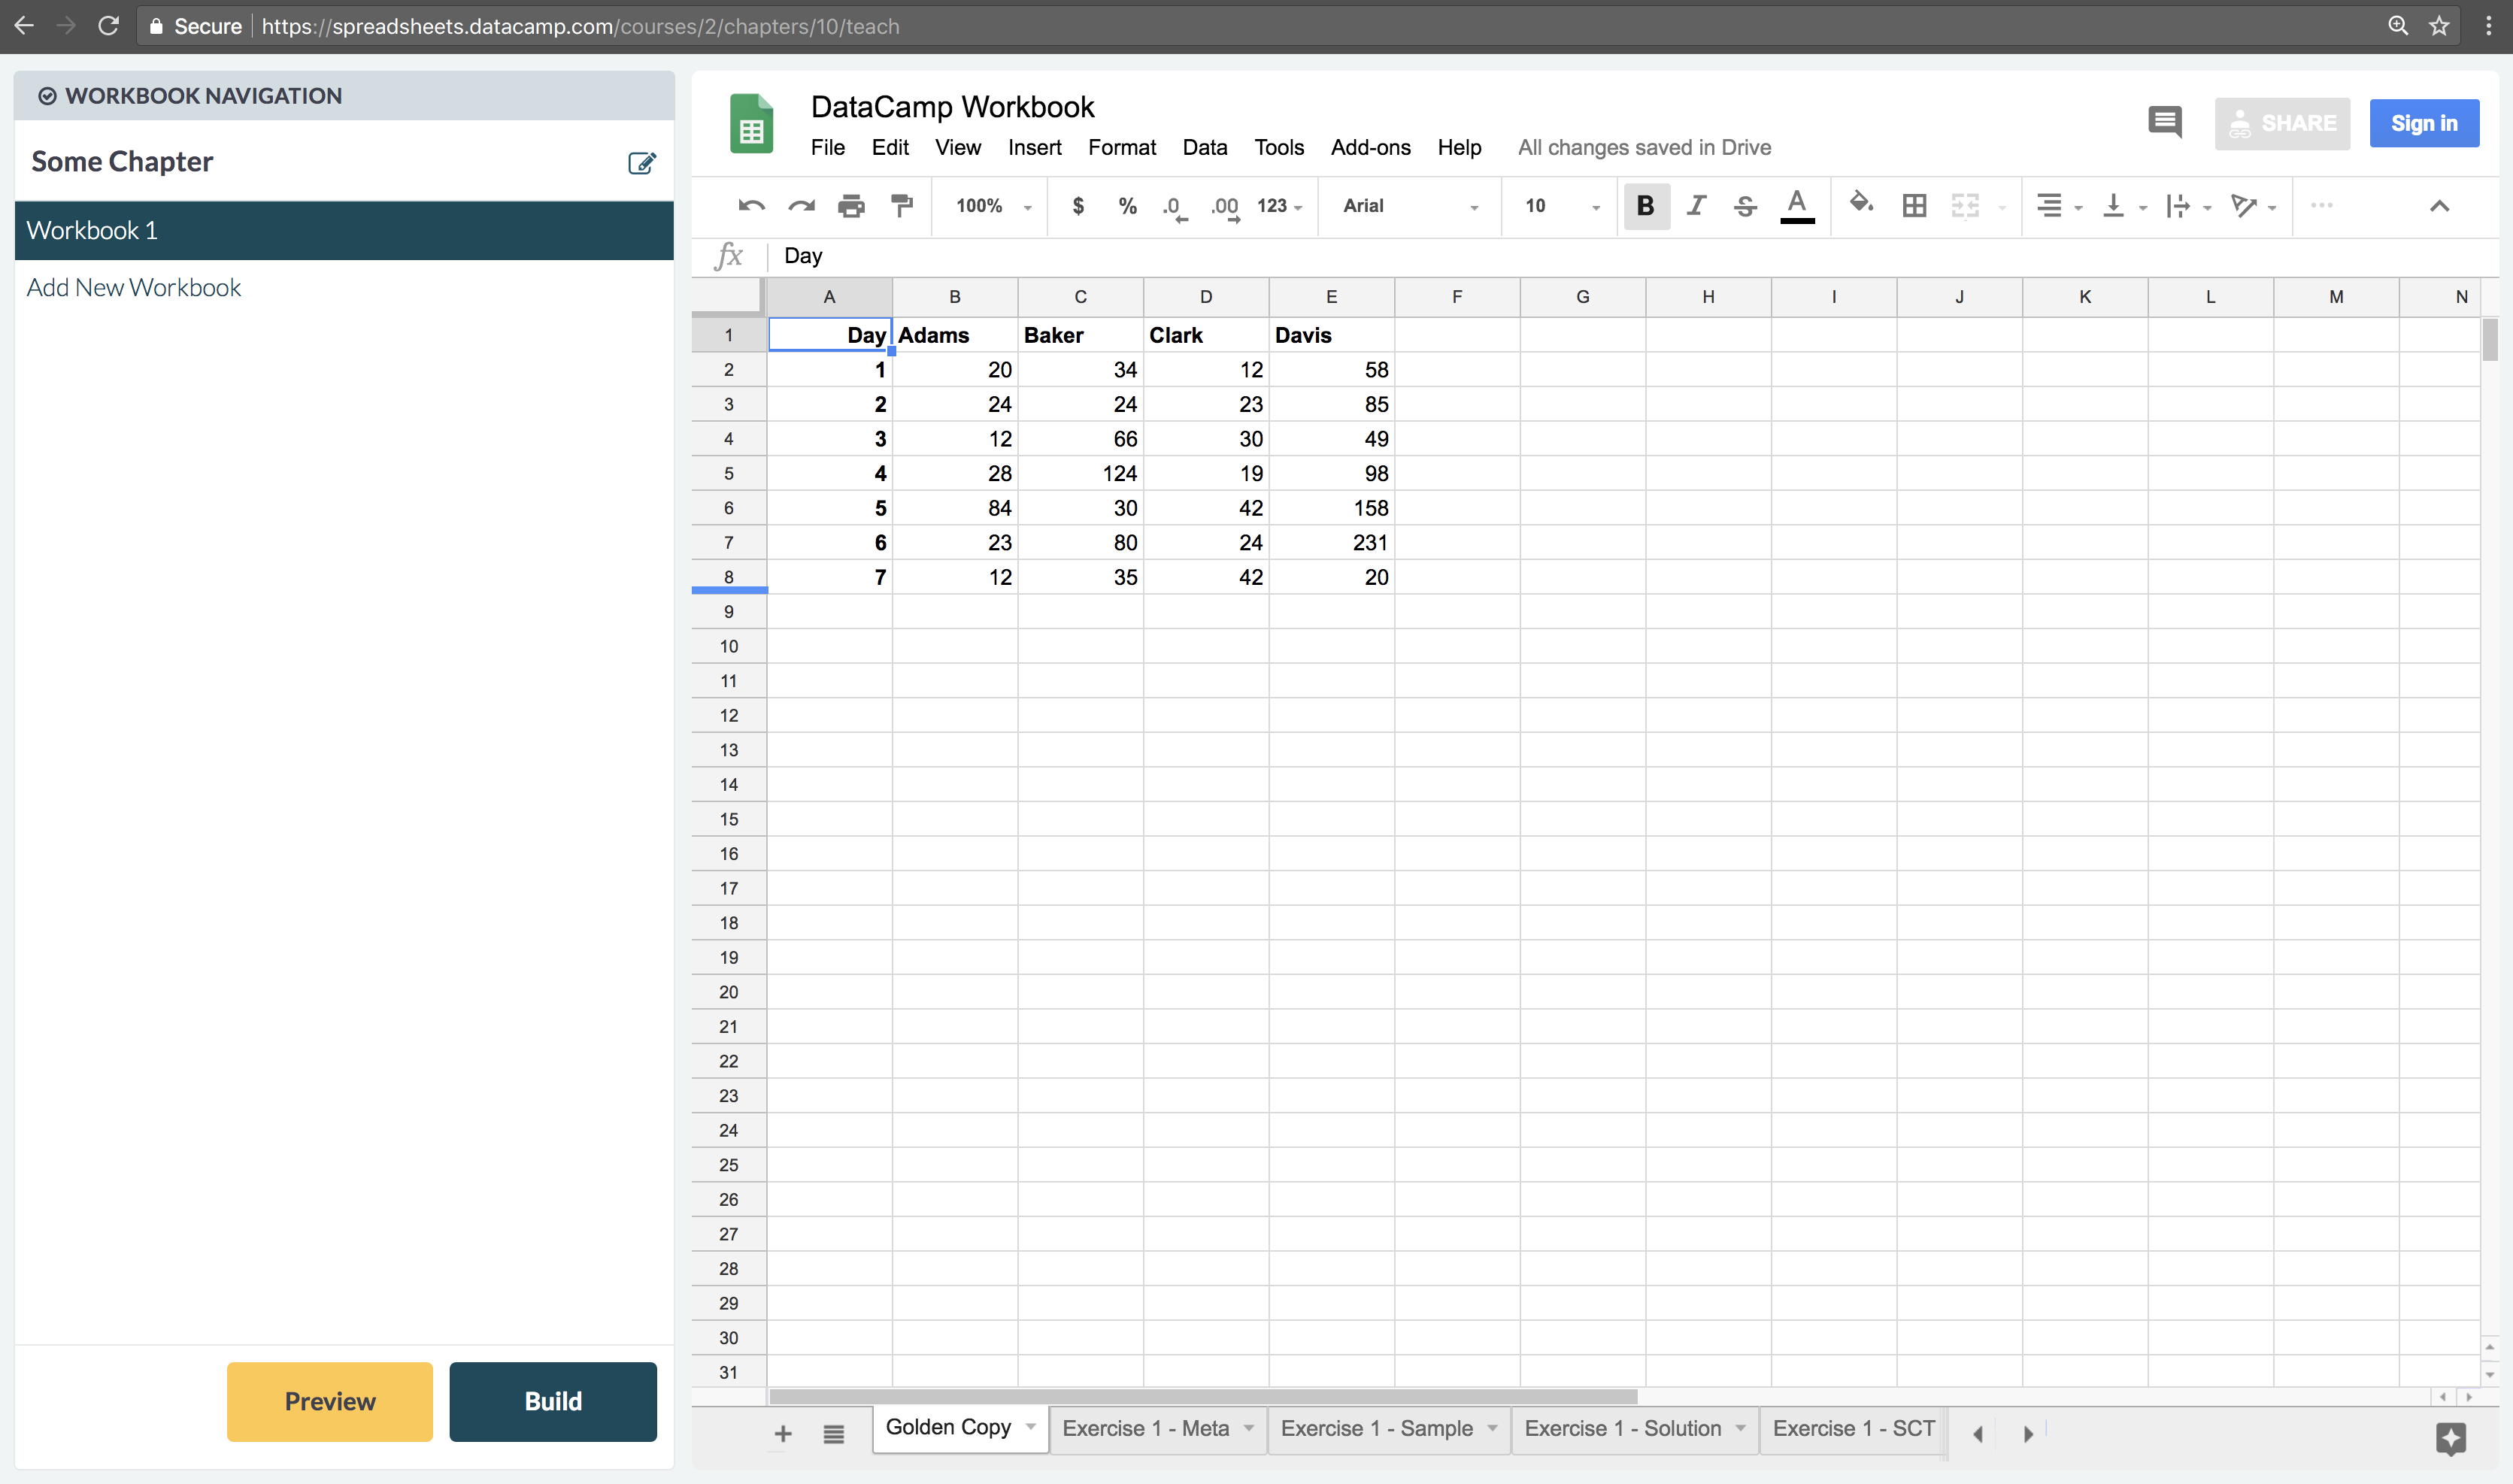 Secure https://spreadsheets.datacamp.com/courses/2/chapters/10/teach
WORKBOOK NAVIGATION
Some Chapter
Workbook 1
Add New Workbook
Preview Build
DataCamp Workbook
File Edit View Insert Format Data Tools Add-ons Help All changes saved in Drive
SHARE Sign in
100% $ % .0 .00 123 Arial 10 B I S A
fx Day
A B C D E F G H I J K L M N
1 Day Adams Baker Clark Davis
2 1 20 34 12 58
3 2 24 24 23 85
4 3 12 66 30 49
5 4 28 124 19 98
6 5 84 30 42 158
7 6 23 80 24 231
8 7 12 35 42 20
9
10
11
12
13
14
15
16
17
18
19
20
21
22
23
24
25
26
27
28
29
30
31
Golden Copy Exercise 1 - Meta Exercise 1 - Sample Exercise 1 - Solution Exercise 1 - SCT